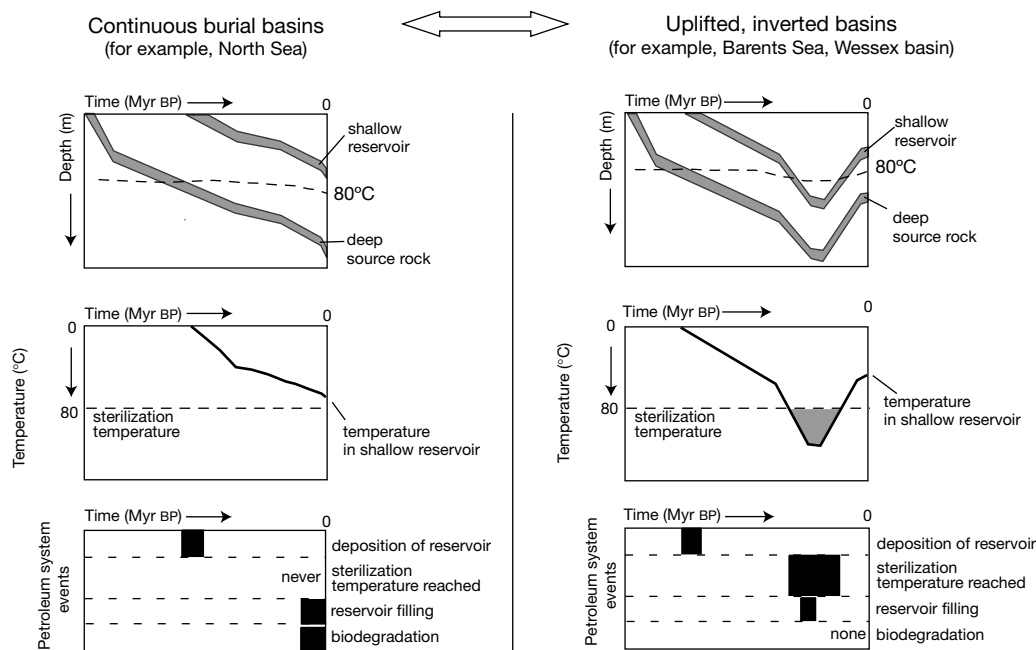 Continuous burial basins
(for example, North Sea)
Time (Myr BP)
0
Depth (m)
shallow
reservoir
80°C
deep
source rock
Time (Myr BP)
0
0
Temperature (°C)
80
sterilization
temperature
temperature
in shallow reservoir
Time (Myr BP)
0
Petroleum system
events
deposition of reservoir
never
sterilization
temperature reached
reservoir filling
biodegradation
Uplifted, inverted basins
(for example, Barents Sea, Wessex basin)
Time (Myr BP)
0
Depth (m)
shallow
reservoir
80°C
deep
source rock
Time (Myr BP)
0
0
Temperature (°C)
80
sterilization
temperature
temperature
in shallow reservoir
Time (Myr BP)
0
Petroleum system
events
deposition of reservoir
sterilization
temperature reached
reservoir filling
none
biodegradation